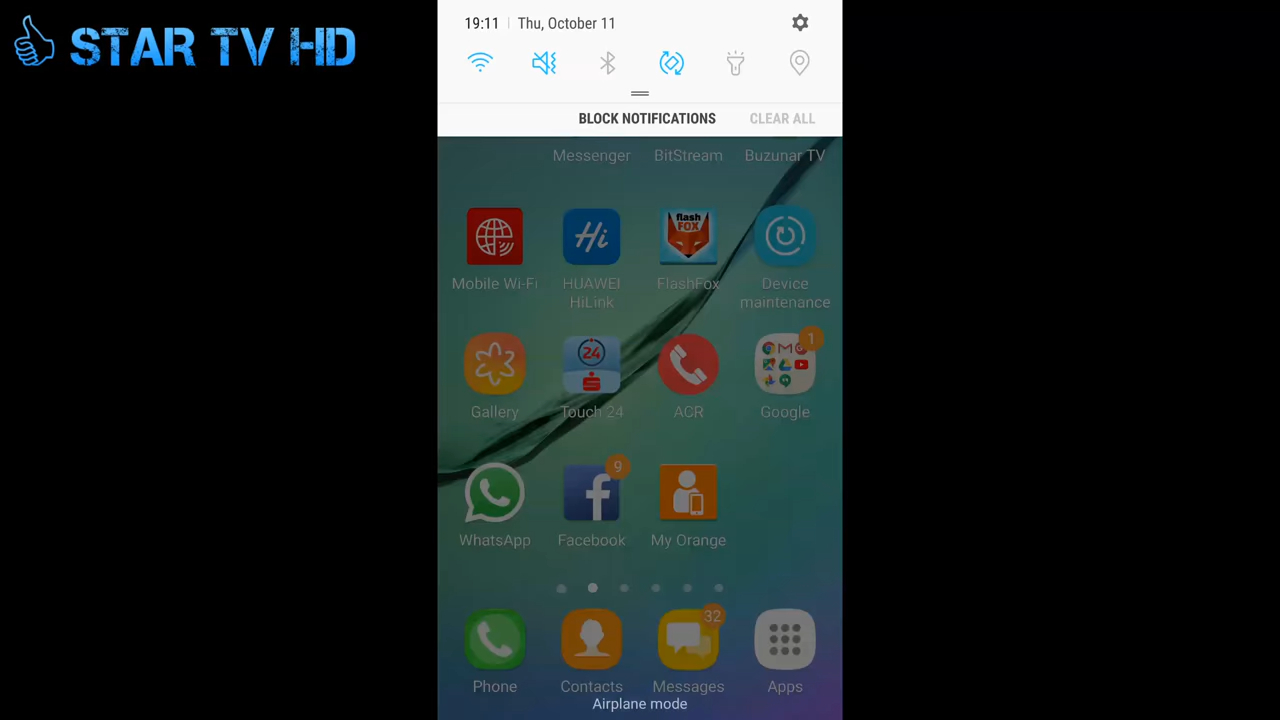 STAR TV HD
19:11 Thu, October 11
BLOCK NOTIFICATIONS CLEAR ALL
Messenger BitStream Buzunar TV
Hi
flash
FOX
Mobile Wi-Fi HUAWEI
HiLink FlashFox Device
maintenance
24
1
Gallery Touch 24 ACR Google
9
WhatsApp Facebook My Orange
32
Phone Contacts Messages Apps
Airplane mode